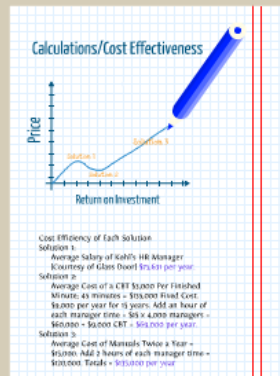 Calculations/Cost Effectiveness
Price
Solution 1
Solution 2
Solution 3
Return on Investment
Cost Efficiency of Each Solution
Solution 1:
Average Salary of Kohl's HR Manager
[Courtesy of Glass Door] per year.
Solution 2:
Average Cost of a CBT $3,000 Per Finished
Minute; 45 minutes = $135,000 Fixed Cost.
per year for 15 years. Add an hour of
each manager time = $15 x 4,000 managers =
$60,000 + $9,000 CBT = $69,000 per year.
Solution 3:
Average Cost of Manuals Twice a Year =
$15,000. Add 2 hours of each manager time =
$120,000. Totals = $135,000 per year